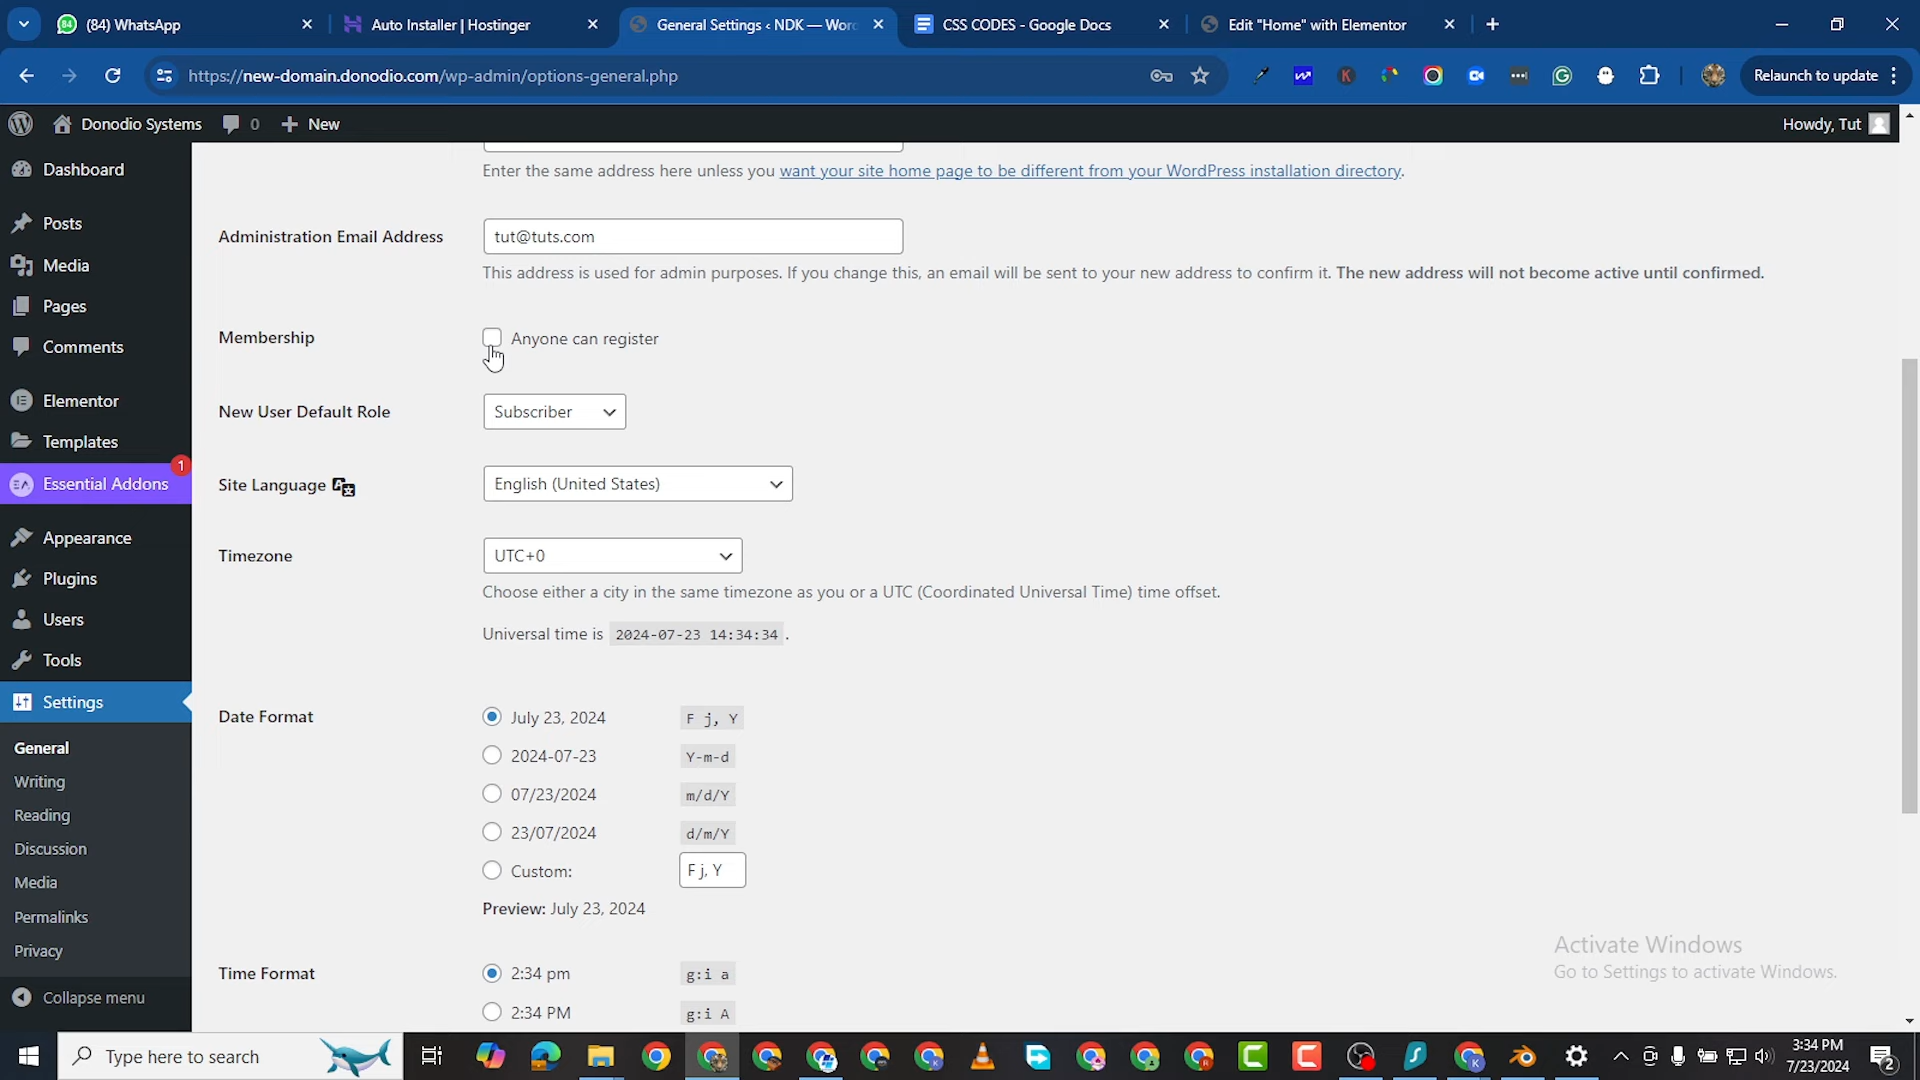 (84) WhatsApp
Auto Installer | Hostinger
General Settings ‹ NDK — Wor
CSS CODES - Google Docs
Edit "Home" with Elementor
https://new-domain.donodio.com/wp-admin/options-general.php
Relaunch to update
Donodio Systems
0
New
Howdy, Tut
Dashboard
Posts
Media
Pages
Comments
Elementor
Templates
1
Essential Addons
Appearance
Plugins
Users
Tools
Settings
General
Writing
Reading
Discussion
Media
Permalinks
Privacy
Collapse menu
Enter the same address here unless you want your site home page to be different from your WordPress installation directory.
Administration Email Address
tut@tuts.com
This address is used for admin purposes. If you change this, an email will be sent to your new address to confirm it. The new address will not become active until confirmed.
Membership
Anyone can register
New User Default Role
Subscriber
Site Language
English (United States)
Timezone
UTC+0
Choose either a city in the same timezone as you or a UTC (Coordinated Universal Time) time offset.
Universal time is 2024-07-23 14:34:34 .
Date Format
July 23, 2024 F j, Y
2024-07-23 Y-m-d
07/23/2024 m/d/Y
23/07/2024 d/m/Y
Custom: F j, Y
Preview: July 23, 2024
Time Format
2:34 pm g:i a
2:34 PM g:i A
Activate Windows
Go to Settings to activate Windows.
Type here to search
3:34 PM
7/23/2024
2